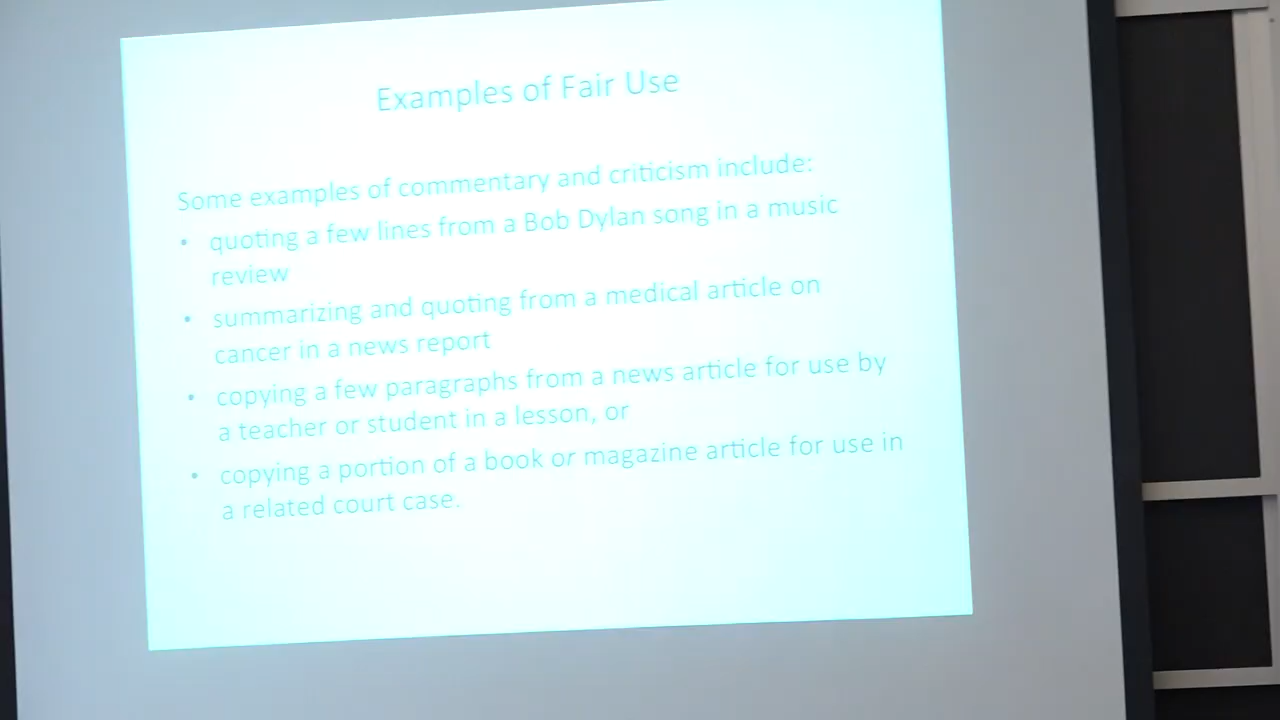 Examples of Fair Use
Some examples of commentary and criticism include:
• quoting a few lines from a Bob Dylan song in a music
review
• summarizing and quoting from a medical article on
cancer in a news report
• copying a few paragraphs from a news article for use by
a teacher or student in a lesson, or
• copying a portion of a book or magazine article for use in
a related court case.